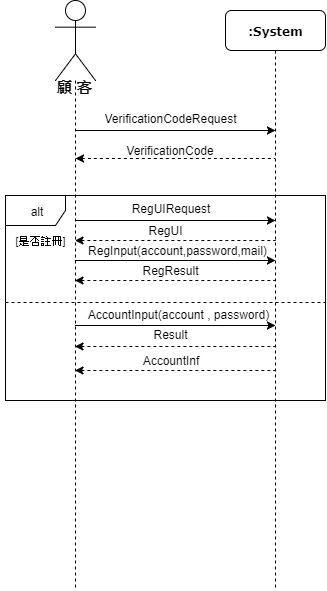 :System
顧客
VerificationCodeRequest
VerificationCode
alt
RegUIRequest
[是否註冊]
RegUI
RegInput(account,password,mail)
RegResult
AccountInput(account , password)
Result
AccountInf